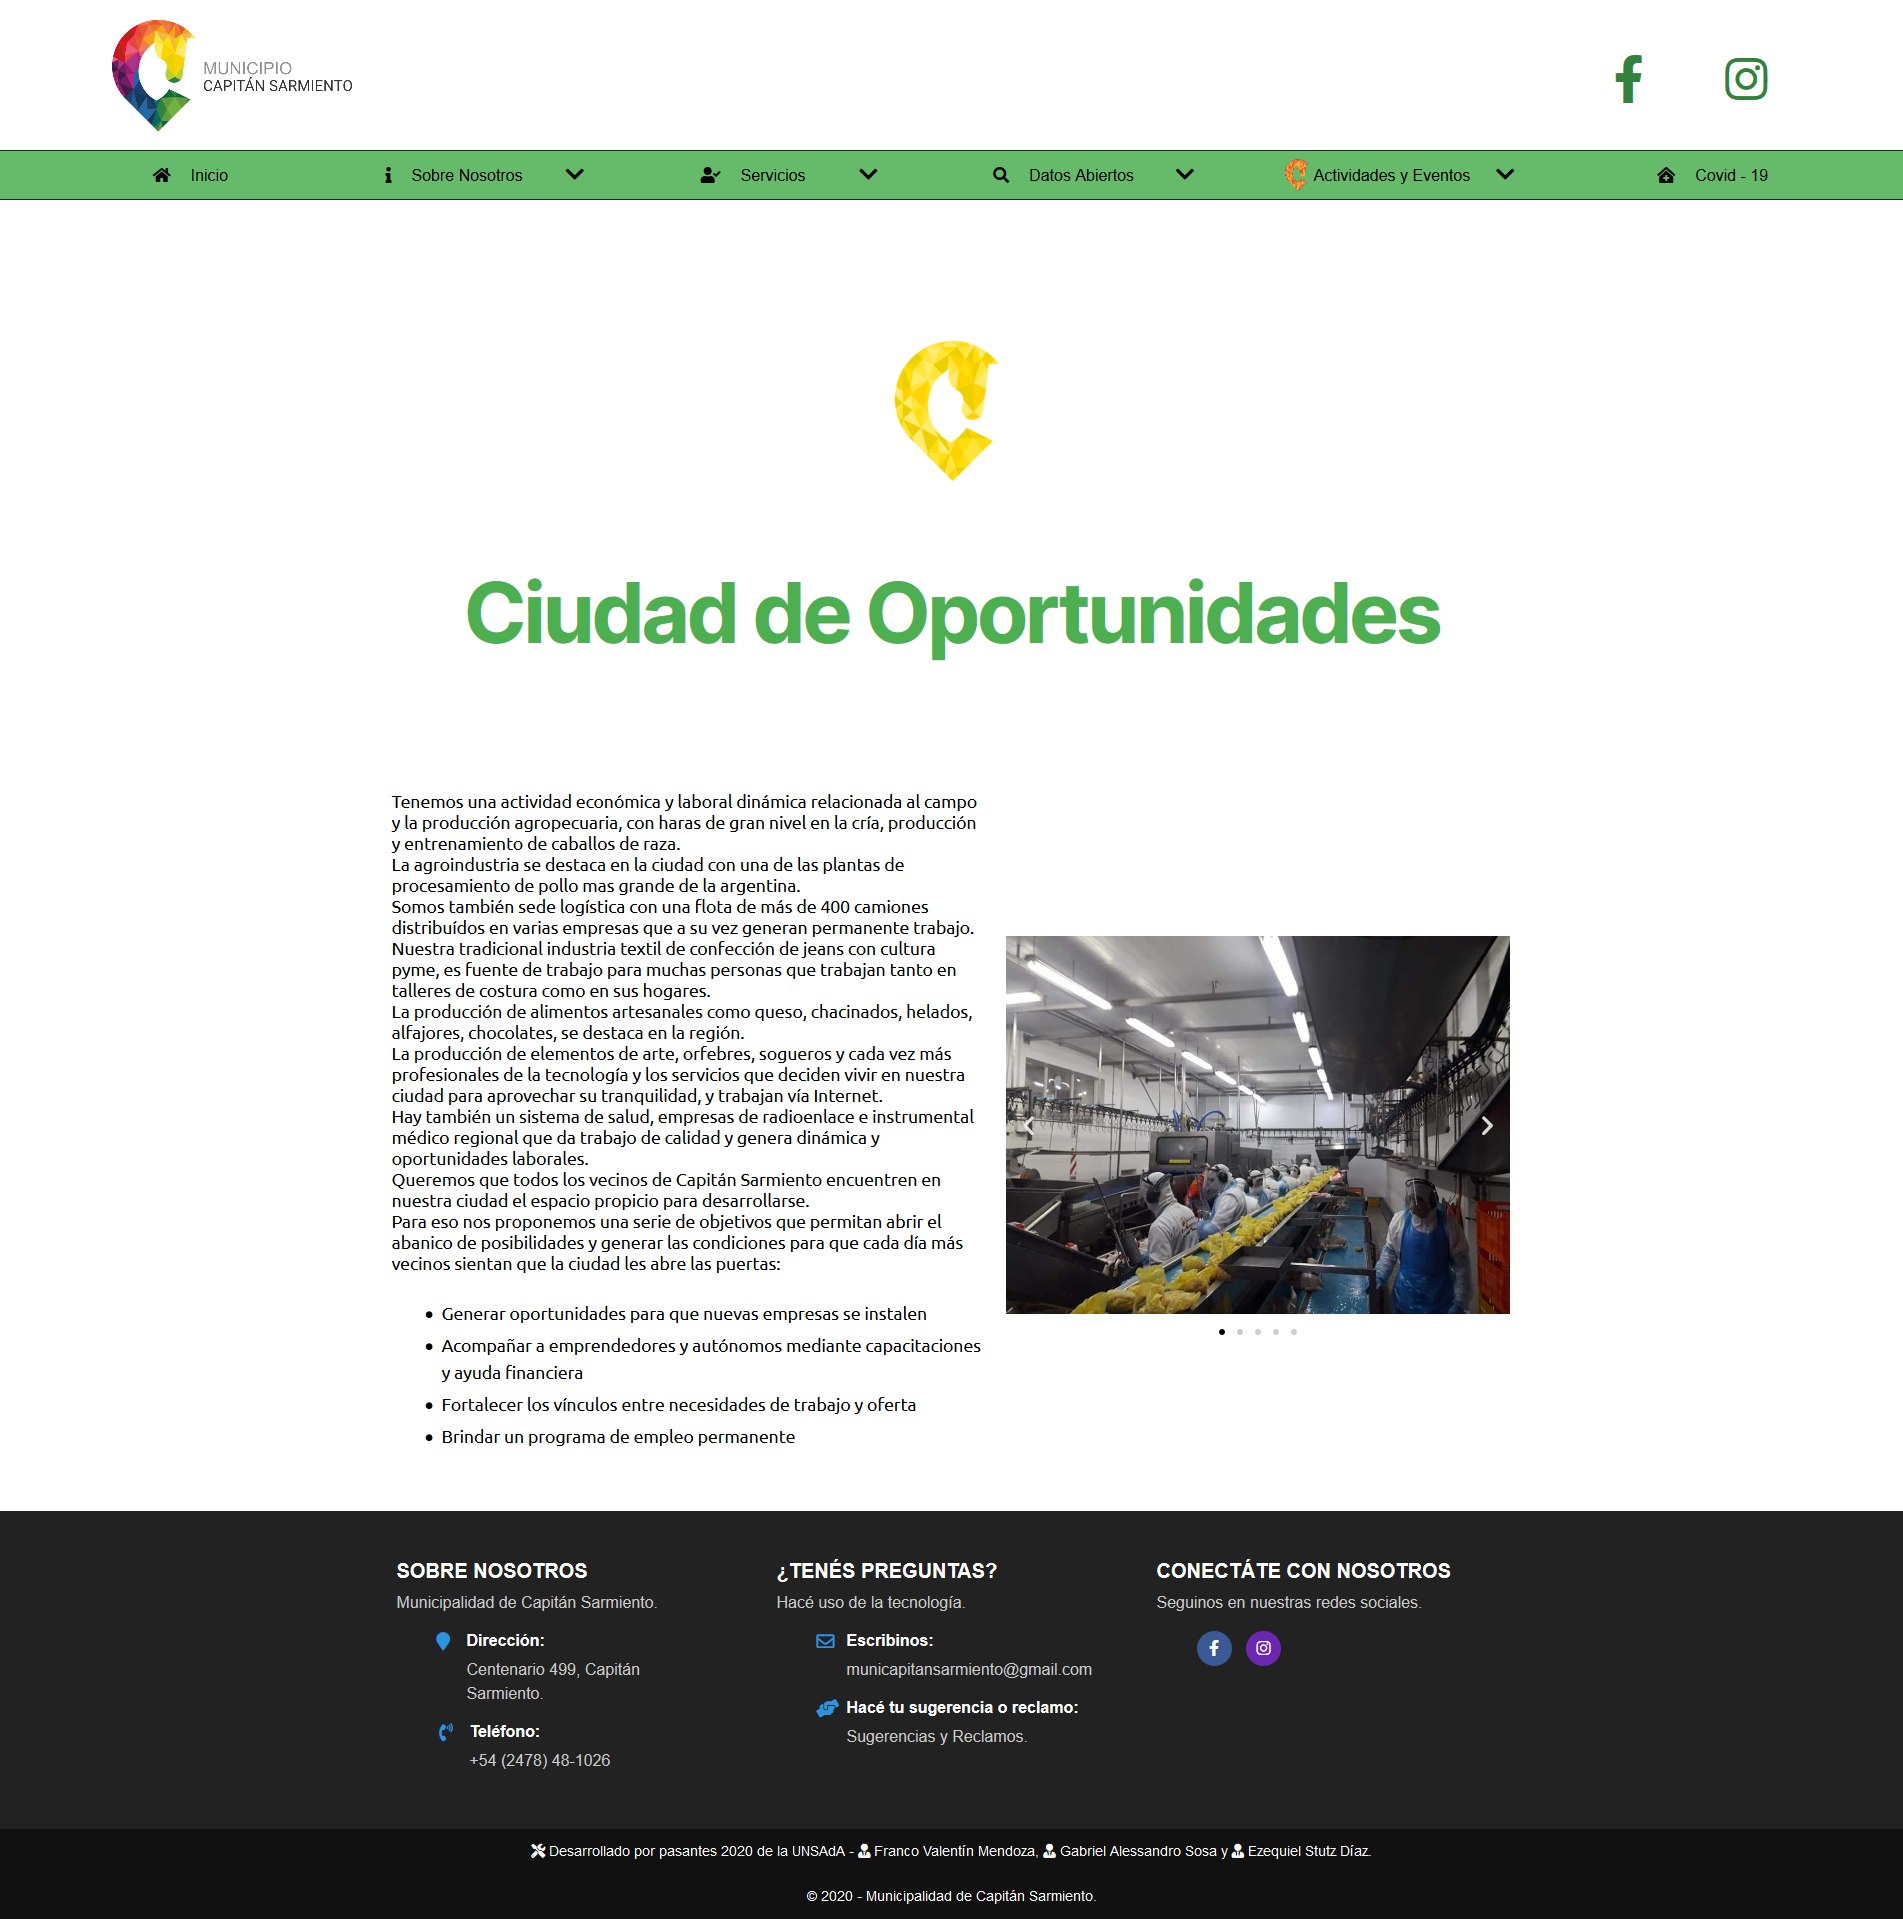 MUNICIPIO
CAPITÁN SARMIENTO
Inicio
Sobre Nosotros
Servicios
Datos Abiertos
Actividades y Eventos
Covid - 19
Ciudad de Oportunidades
Tenemos una actividad económica y laboral dinámica relacionada al campo
y la producción agropecuaria, con haras de gran nivel en la cría, producción
y entrenamiento de caballos de raza.
La agroindustria se destaca en la ciudad con una de las plantas de
procesamiento de pollo mas grande de la argentina.
Somos también sede logística con una flota de más de 400 camiones
distribuídos en varias empresas que a su vez generan permanente trabajo.
Nuestra tradicional industria textil de confección de jeans con cultura
pyme, es fuente de trabajo para muchas personas que trabajan tanto en
talleres de costura como en sus hogares.
La producción de alimentos artesanales como queso, chacinados, helados,
alfajores, chocolates, se destaca en la región.
La producción de elementos de arte, orfebres, sogueros y cada vez más
profesionales de la tecnología y los servicios que deciden vivir en nuestra
ciudad para aprovechar su tranquilidad, y trabajan vía Internet.
Hay también un sistema de salud, empresas de radioenlace e instrumental
médico regional que da trabajo de calidad y genera dinámica y
oportunidades laborales.
Queremos que todos los vecinos de Capitán Sarmiento encuentren en
nuestra ciudad el espacio propicio para desarrollarse.
Para eso nos proponemos una serie de objetivos que permitan abrir el
abanico de posibilidades y generar las condiciones para que cada día más
vecinos sientan que la ciudad les abre las puertas:
• Generar oportunidades para que nuevas empresas se instalen
• Acompañar a emprendedores y autónomos mediante capacitaciones
y ayuda financiera
• Fortalecer los vínculos entre necesidades de trabajo y oferta
• Brindar un programa de empleo permanente
SOBRE NOSOTROS
Municipalidad de Capitán Sarmiento.
Dirección:
Centenario 499, Capitán
Sarmiento.
Teléfono:
+54 (2478) 48-1026
¿TENÉS PREGUNTAS?
Hacé uso de la tecnología.
Escribinos:
municapitansarmiento@gmail.com
Hacé tu sugerencia o reclamo:
Sugerencias y Reclamos.
CONECTÁTE CON NOSOTROS
Seguinos en nuestras redes sociales.
Desarrollado por pasantes 2020 de la UNSAdA - Franco Valentín Mendoza, Gabriel Alessandro Sosa y Ezequiel Stutz Díaz.
© 2020 - Municipalidad de Capitán Sarmiento.